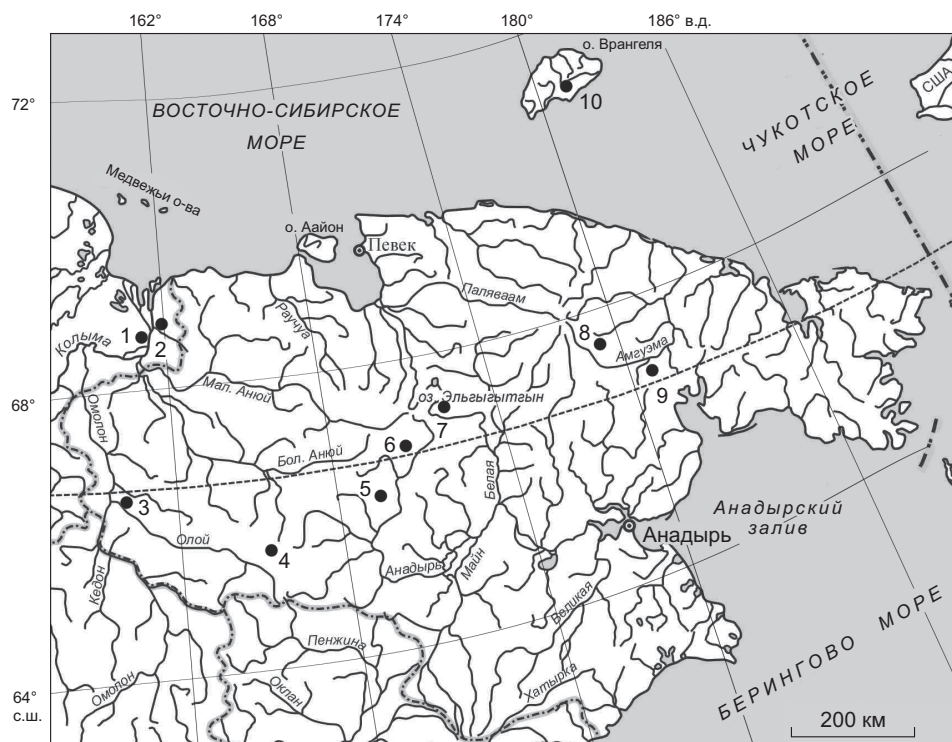 162° 168° 174° 180° 186° в.д.
о. Врангеля
США
10
72°
ВОСТОЧНО-СИБИРСКОЕ
МОРЕ
ЧУКОТСКОЕ
МОРЕ
Медвежьи о-ва
о. Аайон
Певек
Паляваам
Раучуа
1
2
Колыма
8
Амгуэма
9
68°
Мал. Анюй
оз. Эльгыгытгын
7
Омолон
6
Бол. Анюй
5
Белая
3
Олой
4
Анадырь
Майн
Анадырь
Анадырский
залив
Кедон
Великая
Пенжина
Омолон
Оклан
Хатырка
БЕРИНГОВО МОРЕ
64°
с.ш.
200 км